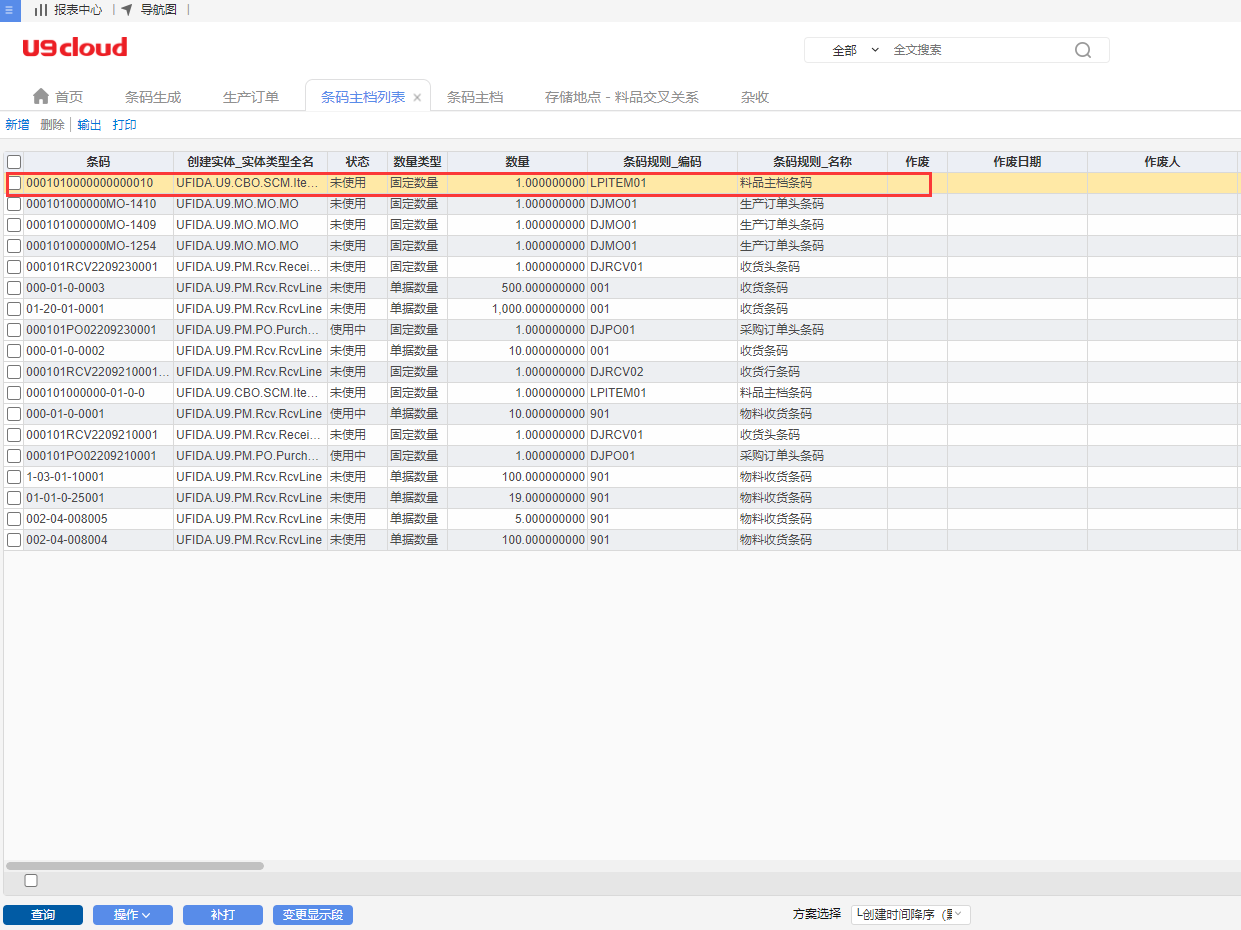 报表中心 | 导航图 |
U9cloud
全部 全文搜索
首页 条码生成 生产订单 条码主档列表 × 条码主档 存储地点 - 料品交叉关系 杂收
新增 删除 | 输出 打印
条码 创建实体_实体类型全名 状态 数量类型 数量 条码规则_编码 条码规则_名称 作废 作废日期 作废人
0001010000000000010 UFIDA.U9.CBO.SCM.Ite... 未使用 固定数量 1.000000000 LPITEM01 料品主档条码
000101000000MO-1410 UFIDA.U9.MO.MO.MO 未使用 固定数量 1.000000000 DJMO01 生产订单头条码
000101000000MO-1409 UFIDA.U9.MO.MO.MO 未使用 固定数量 1.000000000 DJMO01 生产订单头条码
000101000000MO-1254 UFIDA.U9.MO.MO.MO 未使用 固定数量 1.000000000 DJMO01 生产订单头条码
000101RCV2209230001 UFIDA.U9.PM.Rcv.Recei... 未使用 固定数量 1.000000000 DJRCV01 收货头条码
000-01-0-0003 UFIDA.U9.PM.Rcv.RcvLine 未使用 单据数量 500.000000000 001 收货条码
01-20-01-0001 UFIDA.U9.PM.Rcv.RcvLine 未使用 单据数量 1,000.000000000 001 收货条码
000101PO02209230001 UFIDA.U9.PM.PO.Purch... 使用中 固定数量 1.000000000 DJPO01 采购订单头条码
000-01-0-0002 UFIDA.U9.PM.Rcv.RcvLine 未使用 单据数量 10.000000000 001 收货条码
000101RCV2209210001... UFIDA.U9.PM.Rcv.RcvLine 未使用 固定数量 1.000000000 DJRCV02 收货行条码
000101000000-01-0-0 UFIDA.U9.CBO.SCM.Ite... 未使用 固定数量 1.000000000 LPITEM01 料品主档条码
000-01-0-0001 UFIDA.U9.PM.Rcv.RcvLine 使用中 单据数量 10.000000000 901 物料收货条码
000101RCV2209210001 UFIDA.U9.PM.Rcv.Recei... 未使用 固定数量 1.000000000 DJRCV01 收货头条码
000101PO02209210001 UFIDA.U9.PM.PO.Purch... 使用中 固定数量 1.000000000 DJPO01 采购订单头条码
1-03-01-10001 UFIDA.U9.PM.Rcv.RcvLine 未使用 单据数量 100.000000000 901 物料收货条码
01-01-0-25001 UFIDA.U9.PM.Rcv.RcvLine 未使用 单据数量 19.000000000 901 物料收货条码
002-04-008005 UFIDA.U9.PM.Rcv.RcvLine 未使用 单据数量 5.000000000 901 物料收货条码
002-04-008004 UFIDA.U9.PM.Rcv.RcvLine 未使用 单据数量 100.000000000 901 物料收货条码
查询 操作 补打 变更显示段 方案选择 └创建时间降序（